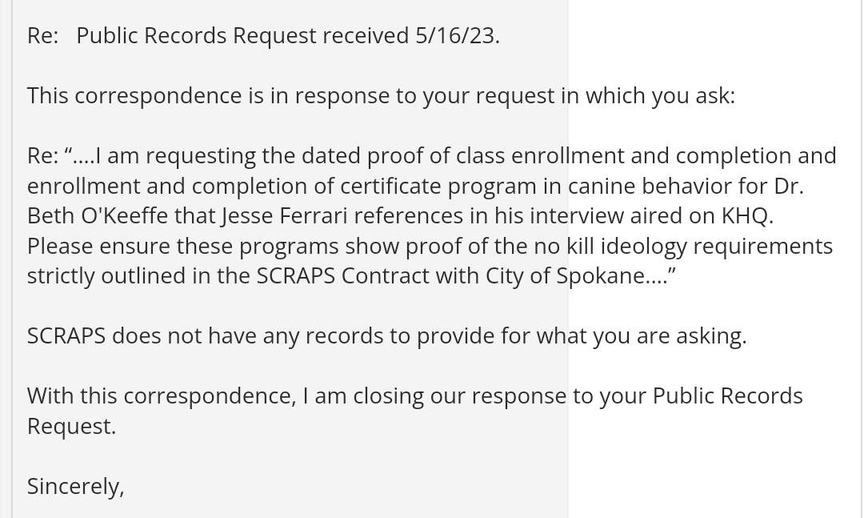 Re:   Public Records Request received 5/16/23.
This correspondence is in response to your request in which you ask:
Re: “....I am requesting the dated proof of class enrollment and completion and
enrollment and completion of certificate program in canine behavior for Dr.
Beth O'Keeffe that Jesse Ferrari references in his interview aired on KHQ.
Please ensure these programs show proof of the no kill ideology requirements
strictly outlined in the SCRAPS Contract with City of Spokane....”
SCRAPS does not have any records to provide for what you are asking.
With this correspondence, I am closing our response to your Public Records
Request.
Sincerely,